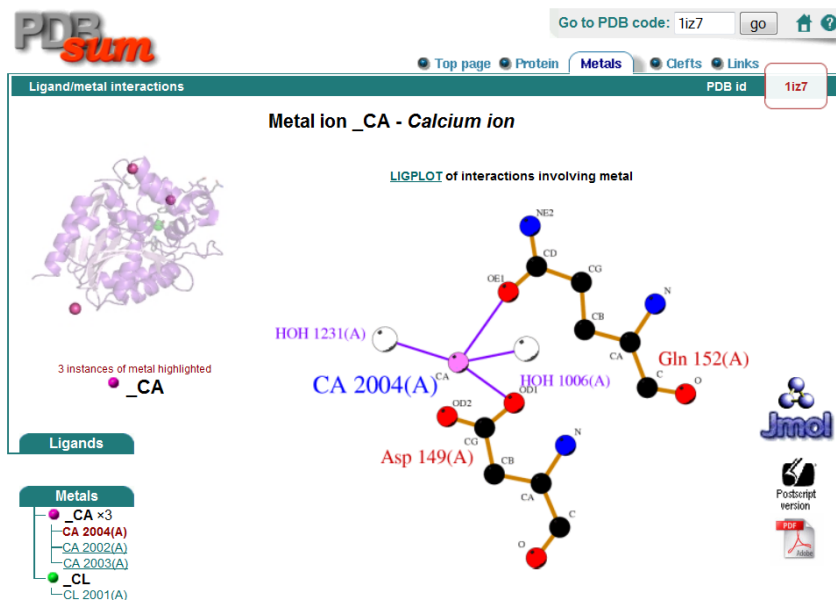 PDB
sum
Go to PDB code: 1iz7 go
Top page Protein Metals Clefts Links
Ligand/metal interactions PDB id 1iz7
Metal ion _CA - Calcium ion
LIGPLOT of interactions involving metal
3 instances of metal highlighted
_CA
NE2
CD
CG
OE1
N
CB
HOH 1231(A)
CA
Gln 152(A)
CA
HOH 1006(A)
CA 2004(A)
C
O
OD1
OD2
CG
N
Asp 149(A)
CB
CA
C
O
Jmol
Postscript
version
PDF
Adobe
Ligands
Metals
_CA ×3
CA 2004(A)
CA 2002(A)
CA 2003(A)
_CL
CL 2001(A)